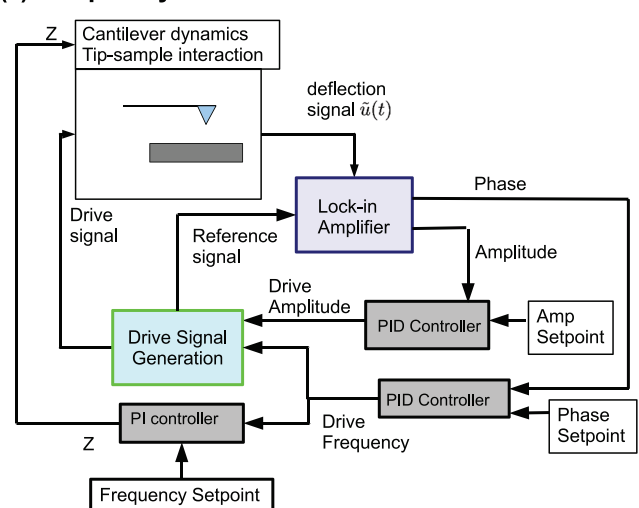 Z
Cantilever dynamics
Tip-sample interaction
deflection
signal ũ(t)
Phase
Lock-in
Amplifier
Drive
signal
Reference
signal
Amplitude
Drive
Amplitude
PID Controller
Amp
Setpoint
Drive Signal
Generation
PID Controller
Phase
Setpoint
PI controller
Drive
Frequency
Z
Frequency Setpoint